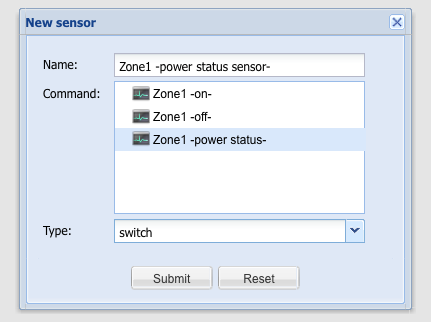 New sensor
Name: Zone1 -power status sensor-
Command: Zone1 -on-
Zone1 -off-
Zone1 -power status-
Type: switch
Submit Reset